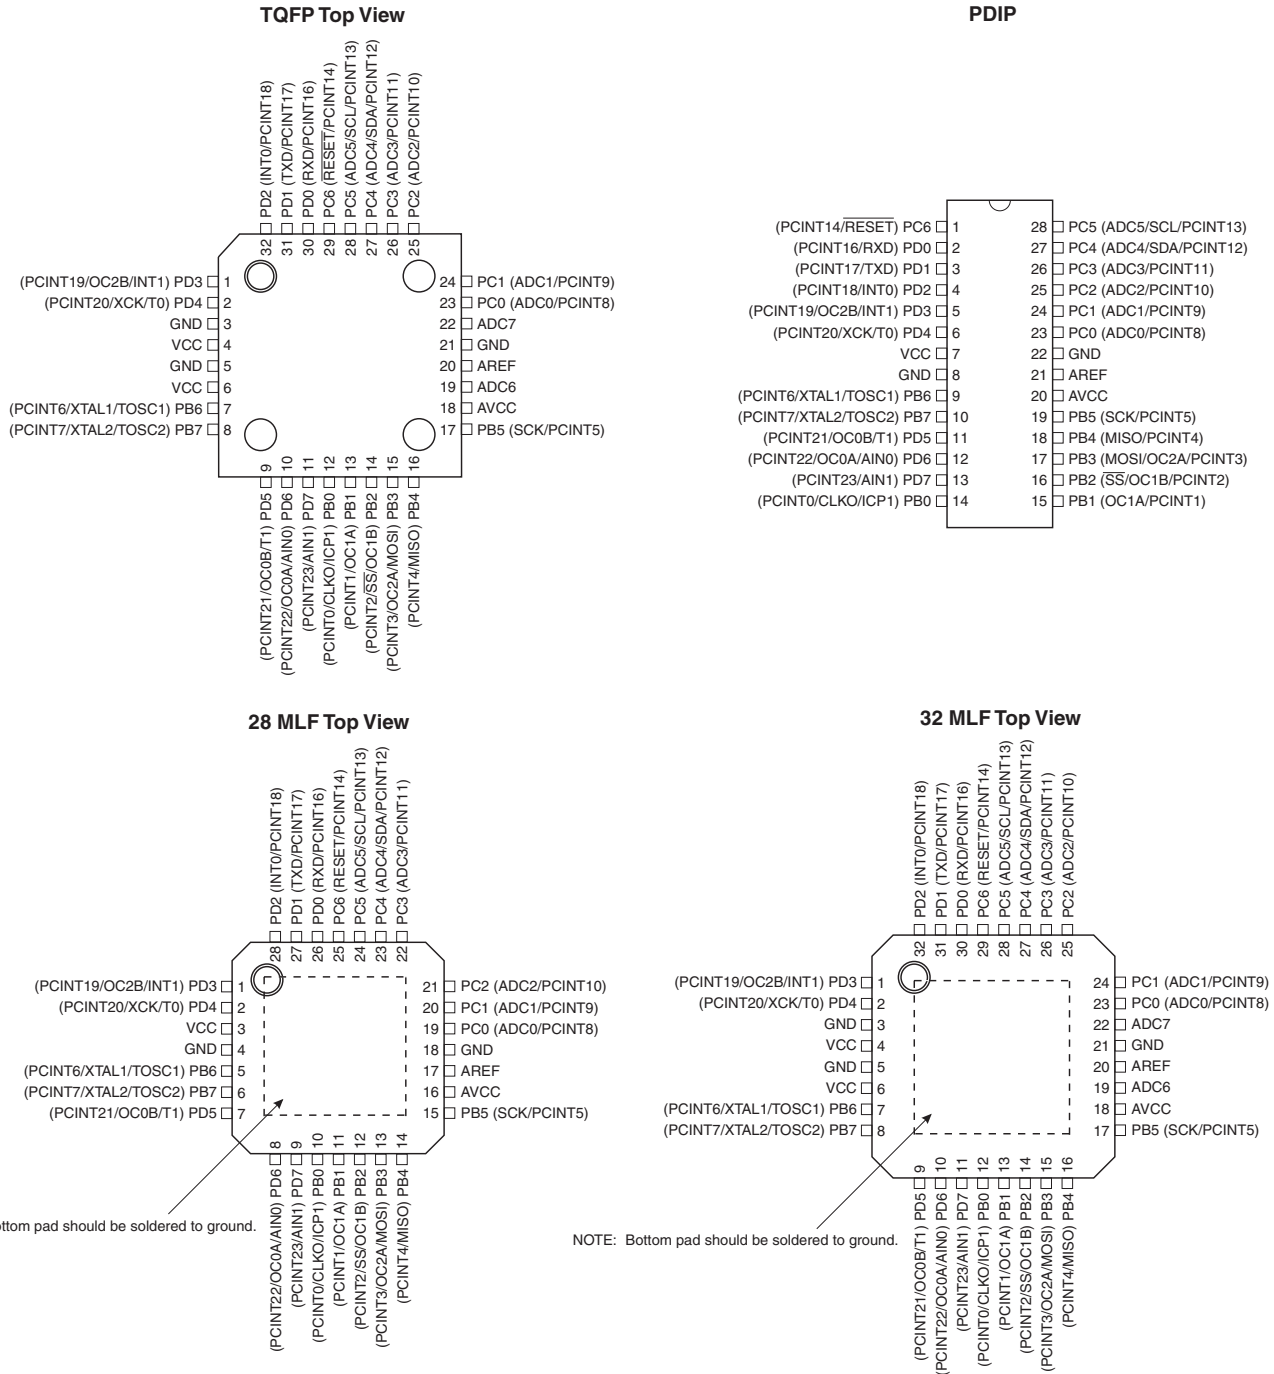 TQFP Top View
PD2 (INT0/PCINT18)
PD1 (TXD/PCINT17)
PD0 (RXD/PCINT16)
PC6 (RESET/PCINT14)
PC5 (ADC5/SCL/PCINT13)
PC4 (ADC4/SDA/PCINT12)
PC3 (ADC3/PCINT11)
PC2 (ADC2/PCINT10)
32 31 30 29 28 27 26 25
(PCINT19/OC2B/INT1) PD3 1
(PCINT20/XCK/T0) PD4 2
GND 3
VCC 4
GND 5
VCC 6
(PCINT6/XTAL1/TOSC1) PB6 7
(PCINT7/XTAL2/TOSC2) PB7 8
24 PC1 (ADC1/PCINT9)
23 PC0 (ADC0/PCINT8)
22 ADC7
21 GND
20 AREF
19 ADC6
18 AVCC
17 PB5 (SCK/PCINT5)
9 10 11 12 13 14 15 16
(PCINT21/OC0B/T1) PD5
(PCINT22/OC0A/AIN0) PD6
(PCINT23/AIN1) PD7
(PCINT0/CLKO/ICP1) PB0
(PCINT1/OC1A) PB1
(PCINT2/SS/OC1B) PB2
(PCINT3/OC2A/MOSI) PB3
(PCINT4/MISO) PB4
PDIP
(PCINT14/RESET) PC6 1
(PCINT16/RXD) PD0 2
(PCINT17/TXD) PD1 3
(PCINT18/INT0) PD2 4
(PCINT19/OC2B/INT1) PD3 5
(PCINT20/XCK/T0) PD4 6
VCC 7
GND 8
(PCINT6/XTAL1/TOSC1) PB6 9
(PCINT7/XTAL2/TOSC2) PB7 10
(PCINT21/OC0B/T1) PD5 11
(PCINT22/OC0A/AIN0) PD6 12
(PCINT23/AIN1) PD7 13
(PCINT0/CLKO/ICP1) PB0 14
28 PC5 (ADC5/SCL/PCINT13)
27 PC4 (ADC4/SDA/PCINT12)
26 PC3 (ADC3/PCINT11)
25 PC2 (ADC2/PCINT10)
24 PC1 (ADC1/PCINT9)
23 PC0 (ADC0/PCINT8)
22 GND
21 AREF
20 AVCC
19 PB5 (SCK/PCINT5)
18 PB4 (MISO/PCINT4)
17 PB3 (MOSI/OC2A/PCINT3)
16 PB2 (SS/OC1B/PCINT2)
15 PB1 (OC1A/PCINT1)
28 MLF Top View
PD2 (INT0/PCINT18)
PD1 (TXD/PCINT17)
PD0 (RXD/PCINT16)
PC6 (RESET/PCINT14)
PC5 (ADC5/SCL/PCINT13)
PC4 (ADC4/SDA/PCINT12)
PC3 (ADC3/PCINT11)
28 27 26 25 24 23 22
(PCINT19/OC2B/INT1) PD3 1
(PCINT20/XCK/T0) PD4 2
VCC 3
GND 4
(PCINT6/XTAL1/TOSC1) PB6 5
(PCINT7/XTAL2/TOSC2) PB7 6
(PCINT21/OC0B/T1) PD5 7
21 PC2 (ADC2/PCINT10)
20 PC1 (ADC1/PCINT9)
19 PC0 (ADC0/PCINT8)
18 GND
17 AREF
16 AVCC
15 PB5 (SCK/PCINT5)
8 9 10 11 12 13 14
(PCINT22/OC0A/AIN0) PD6
(PCINT23/AIN1) PD7
(PCINT0/CLKO/ICP1) PB0
(PCINT1/OC1A) PB1
(PCINT2/SS/OC1B) PB2
(PCINT3/OC2A/MOSI) PB3
(PCINT4/MISO) PB4
pad should be soldered to ground.
32 MLF Top View
PD2 (INT0/PCINT18)
PD1 (TXD/PCINT17)
PD0 (RXD/PCINT16)
PC6 (RESET/PCINT14)
PC5 (ADC5/SCL/PCINT13)
PC4 (ADC4/SDA/PCINT12)
PC3 (ADC3/PCINT11)
PC2 (ADC2/PCINT10)
32 31 30 29 28 27 26 25
(PCINT19/OC2B/INT1) PD3 1
(PCINT20/XCK/T0) PD4 2
GND 3
VCC 4
GND 5
VCC 6
(PCINT6/XTAL1/TOSC1) PB6 7
(PCINT7/XTAL2/TOSC2) PB7 8
24 PC1 (ADC1/PCINT9)
23 PC0 (ADC0/PCINT8)
22 ADC7
21 GND
20 AREF
19 ADC6
18 AVCC
17 PB5 (SCK/PCINT5)
9 10 11 12 13 14 15 16
(PCINT21/OC0B/T1) PD5
(PCINT22/OC0A/AIN0) PD6
(PCINT23/AIN1) PD7
(PCINT0/CLKO/ICP1) PB0
(PCINT1/OC1A) PB1
(PCINT2/SS/OC1B) PB2
(PCINT3/OC2A/MOSI) PB3
(PCINT4/MISO) PB4
NOTE: Bottom pad should be soldered to ground.